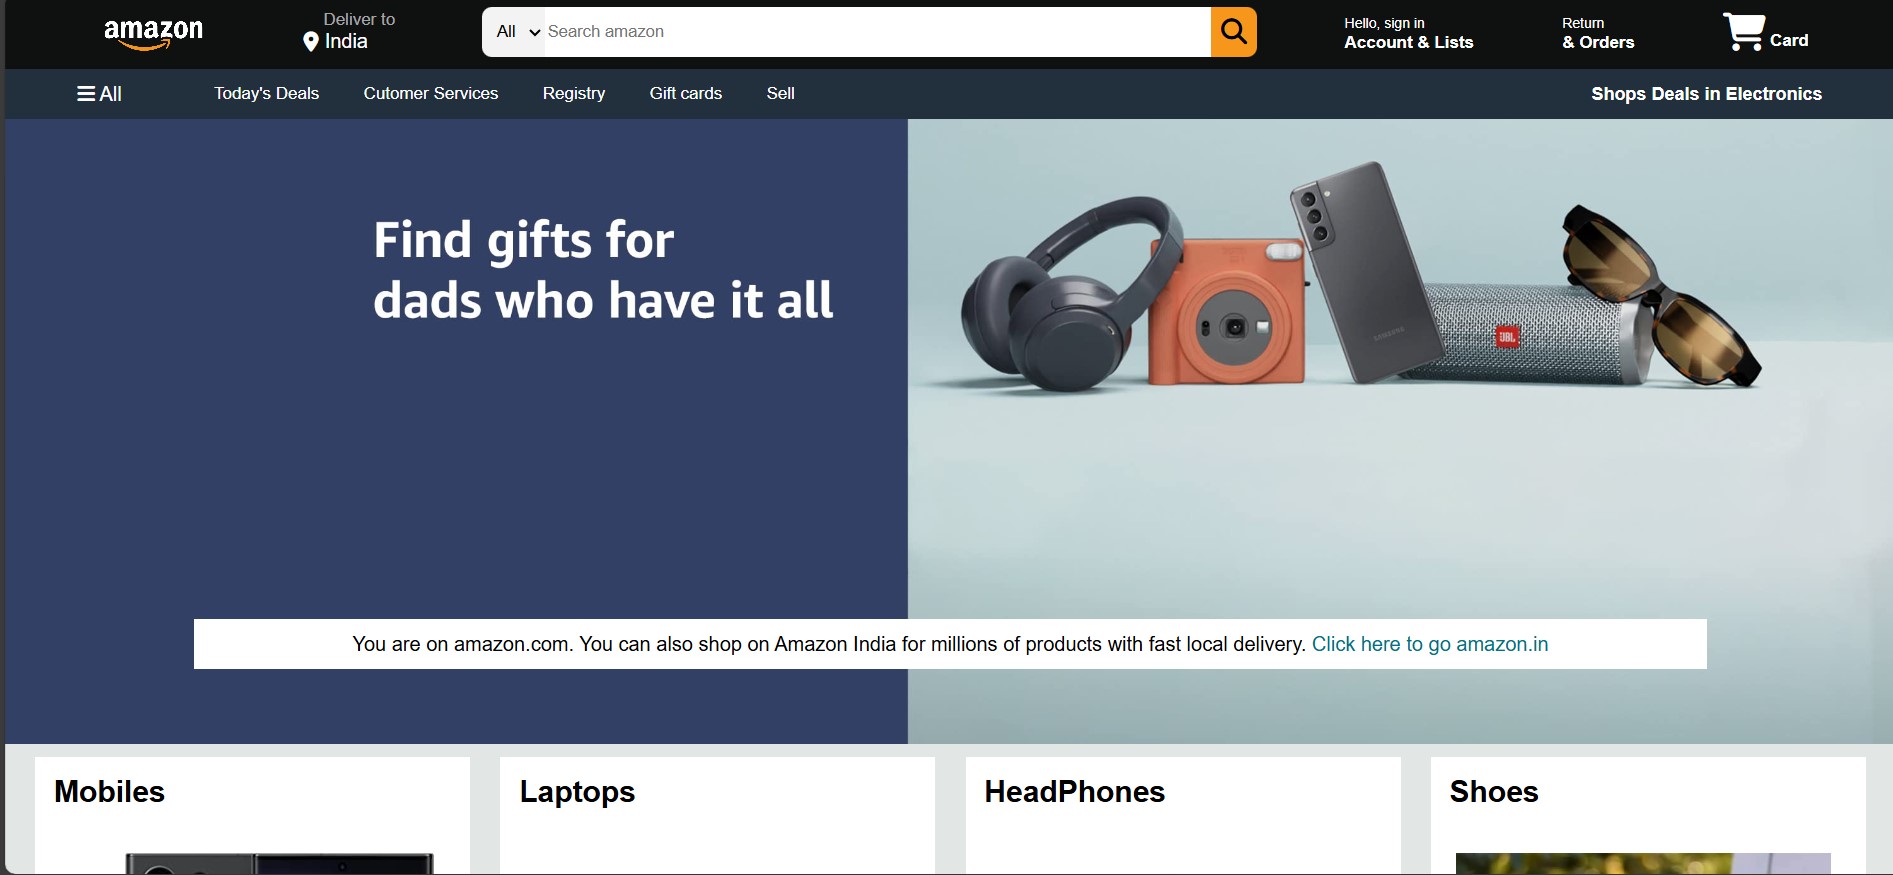 amazon
Deliver to
India
All
Search amazon
Hello, sign in
Account & Lists
Return
& Orders
Card
All
Today's Deals
Cutomer Services
Registry
Gift cards
Sell
Shops Deals in Electronics
Find gifts for
dads who have it all
SAMSUNG
JBL
You are on amazon.com. You can also shop on Amazon India for millions of products with fast local delivery. Click here to go amazon.in
Mobiles
Laptops
HeadPhones
Shoes